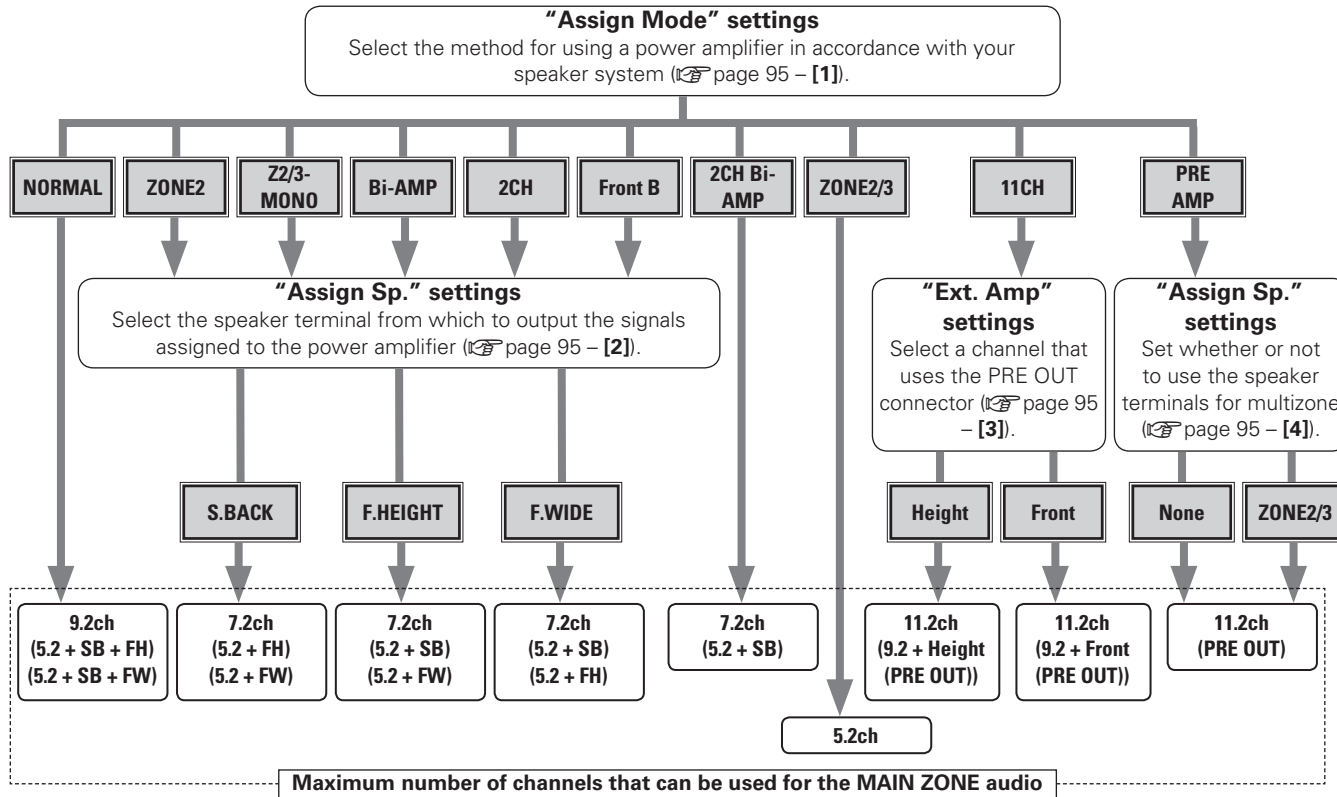 “Assign Mode” settings
Select the method for using a power amplifier in accordance with your
speaker system (☞ page 95 – [1]).
NORMAL
ZONE2
Z2/3-
MONO
Bi-AMP
2CH
Front B
2CH Bi-
AMP
ZONE2/3
11CH
PRE
AMP
“Assign Sp.” settings
Select the speaker terminal from which to output the signals
assigned to the power amplifier (☞ page 95 – [2]).
“Ext. Amp”
settings
Select a channel that
uses the PRE OUT
connector (☞ page 95
– [3]).
“Assign Sp.”
settings
Set whether or not
to use the speaker
terminals for multizone
(☞ page 95 – [4]).
S.BACK
F.HEIGHT
F.WIDE
Height
Front
None
ZONE2/3
9.2ch
(5.2 + SB + FH)
(5.2 + SB + FW)
7.2ch
(5.2 + FH)
(5.2 + FW)
7.2ch
(5.2 + SB)
(5.2 + FW)
7.2ch
(5.2 + SB)
(5.2 + FH)
7.2ch
(5.2 + SB)
11.2ch
(9.2 + Height
(PRE OUT))
11.2ch
(9.2 + Front
(PRE OUT))
11.2ch
(PRE OUT)
5.2ch
Maximum number of channels that can be used for the MAIN ZONE audio